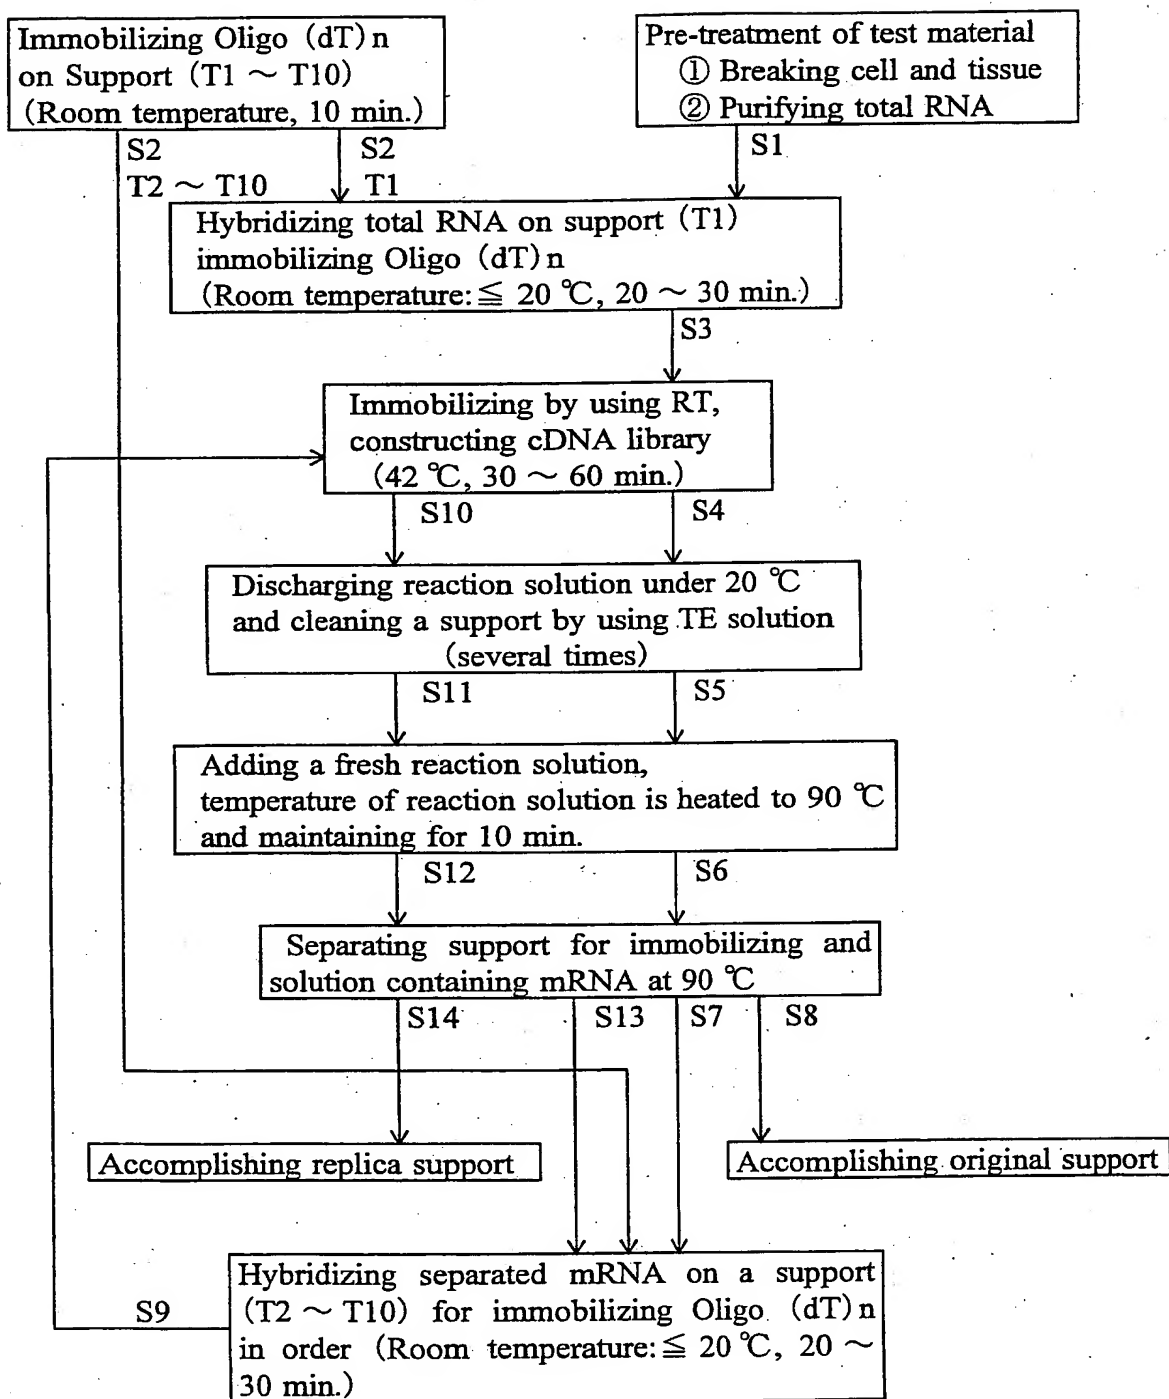 Immobilizing Oligo (dT)n
on Support (T1 ~ T10)
(Room temperature, 10 min.)
Pre-treatment of test material
① Breaking cell and tissue
② Purifying total RNA
S2
S2
S1
T2 ~ T10
T1
Hybridizing total RNA on support (T1)
immobilizing Oligo (dT)n
(Room temperature: ≦ 20 ℃, 20 ~ 30 min.)
S3
Immobilizing by using RT,
constructing cDNA library
(42 ℃, 30 ~ 60 min.)
S10
S4
Discharging reaction solution under 20 ℃
and cleaning a support by using TE solution
(several times)
S11
S5
Adding a fresh reaction solution,
temperature of reaction solution is heated to 90 ℃
and maintaining for 10 min.
S12
S6
Separating support for immobilizing and
solution containing mRNA at 90 ℃
S14
S13
S7
S8
Accomplishing replica support
Accomplishing original support
S9
Hybridizing separated mRNA on a support
(T2 ~ T10) for immobilizing Oligo (dT)n
in order (Room temperature: ≦ 20 ℃, 20 ~
30 min.)